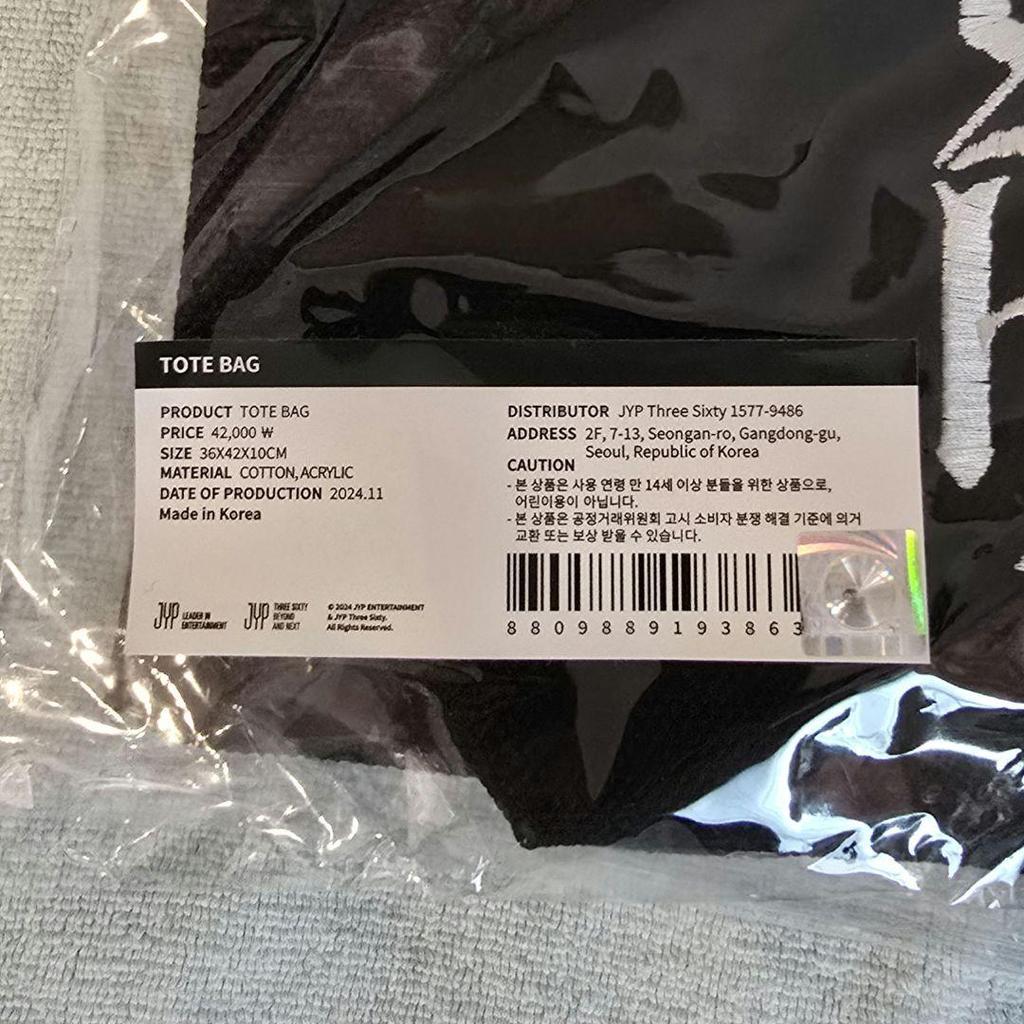 TOTE BAG
PRODUCT TOTE BAG
PRICE 42,000 ₩
SIZE 36X42X10CM
MATERIAL COTTON, ACRYLIC
DATE OF PRODUCTION 2024.11
Made in Korea
DISTRIBUTOR JYP Three Sixty 1577-9486
ADDRESS 2F, 7-13, Seongan-ro, Gangdong-gu,
Seoul, Republic of Korea
CAUTION
- 본 상품은 사용 연령 만 14세 이상 분들을 위한 상품으로,
어린이용이 아닙니다.
- 본 상품은 공정거래위원회 고시 소비자 분쟁 해결 기준에 의거
교환 또는 보상 받을 수 있습니다.
8 809889 193863
JYP LEADER IN
ENTERTAINMENT
JYP THREE SIXTY
BEYOND
AND NEXT
© 2024 JYP ENTERTAINMENT
& JYP Three Sixty.
All Rights Reserved.